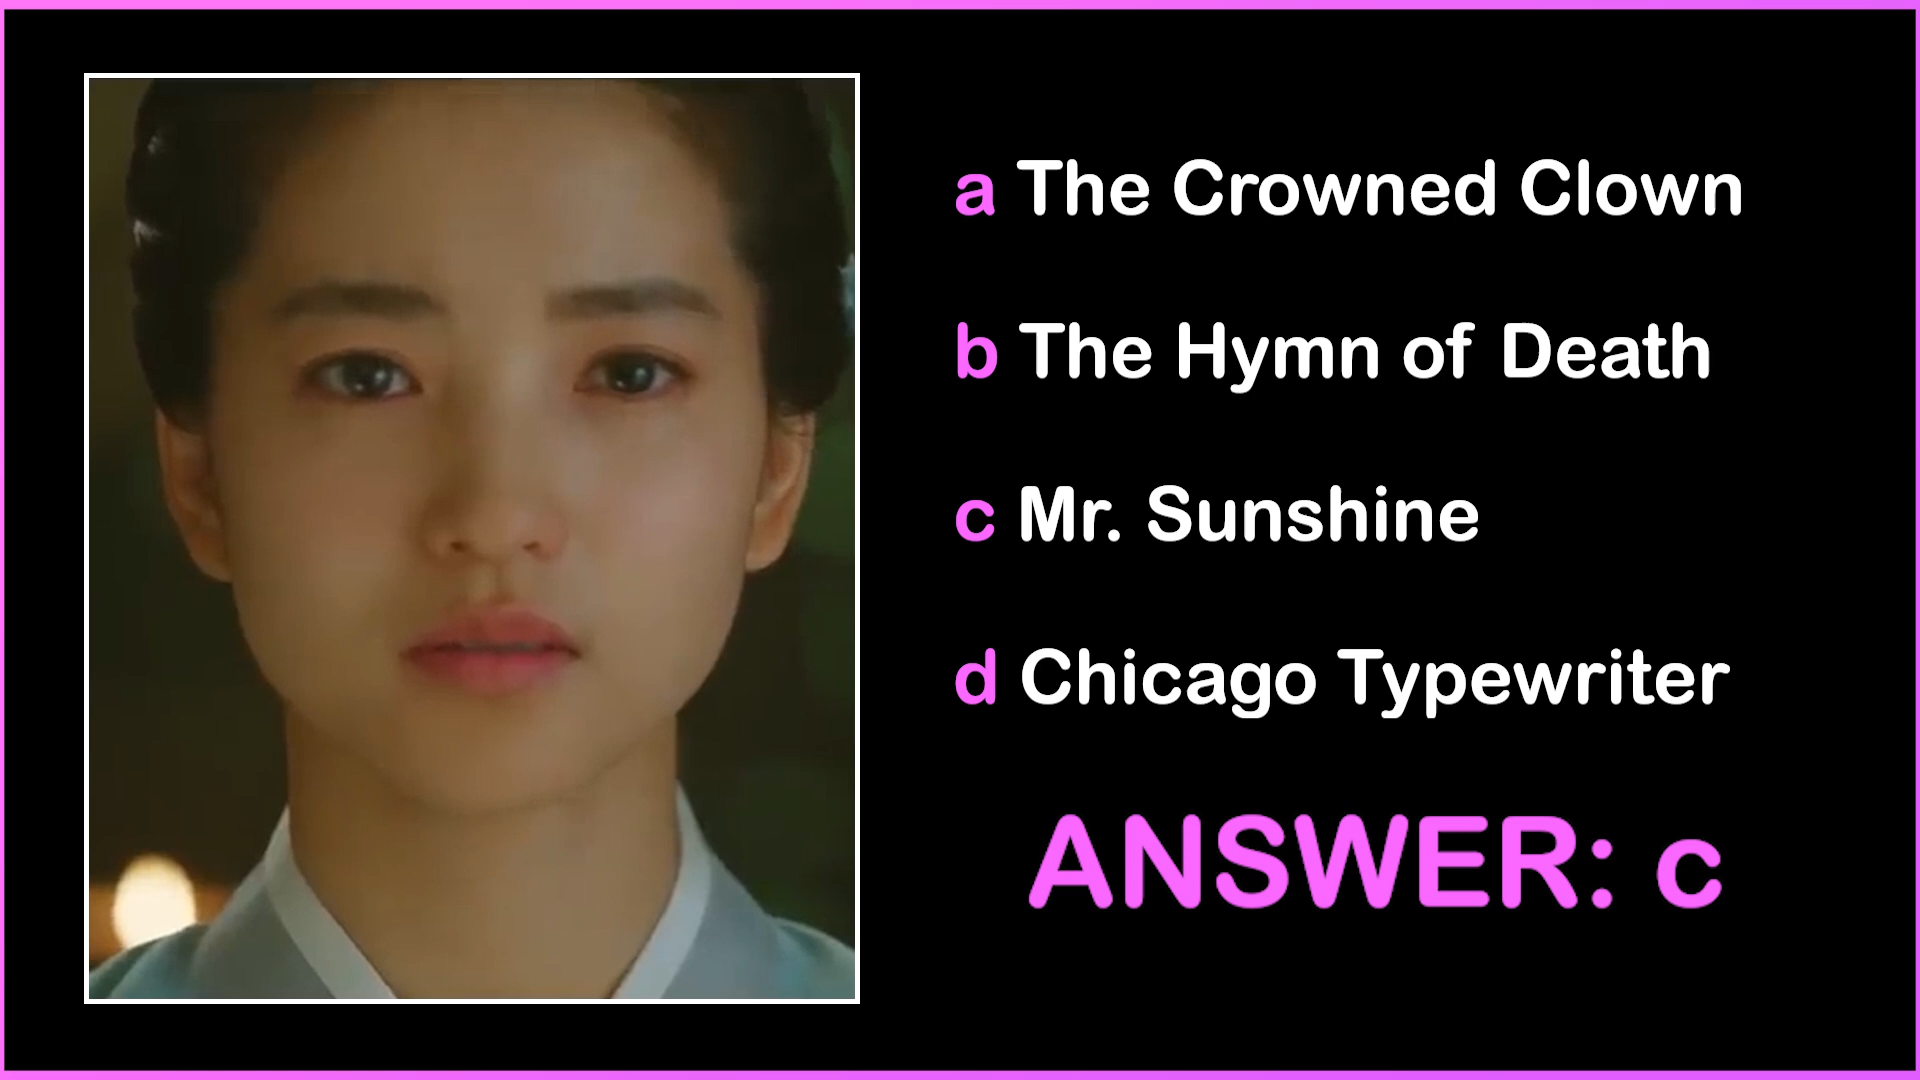 a The Crowned Clown
b The Hymn of Death
c Mr. Sunshine
d Chicago Typewriter
ANSWER: c